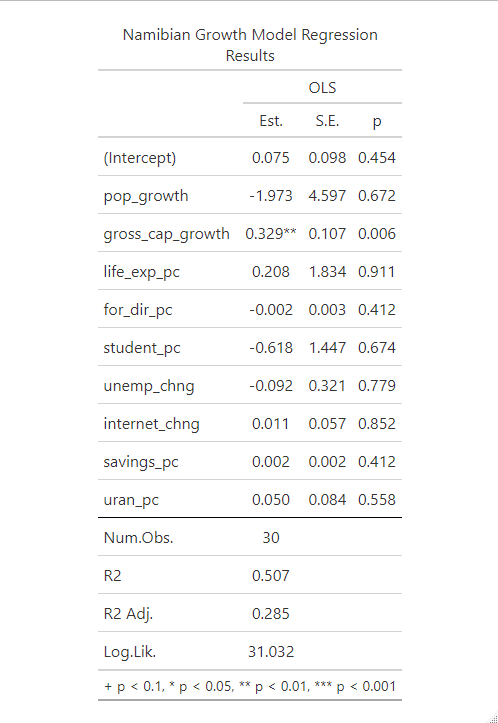 Namibian Growth Model Regression
Results
OLS
Est. S.E. p
(Intercept) 0.075 0.098 0.454
pop_growth -1.973 4.597 0.672
gross_cap_growth 0.329** 0.107 0.006
life_exp_pc 0.208 1.834 0.911
for_dir_pc -0.002 0.003 0.412
student_pc -0.618 1.447 0.674
unemp_chng -0.092 0.321 0.779
internet_chng 0.011 0.057 0.852
savings_pc 0.002 0.002 0.412
uran_pc 0.050 0.084 0.558
Num.Obs. 30
R2 0.507
R2 Adj. 0.285
Log.Lik. 31.032
+ p < 0.1, * p < 0.05, ** p < 0.01, *** p < 0.001